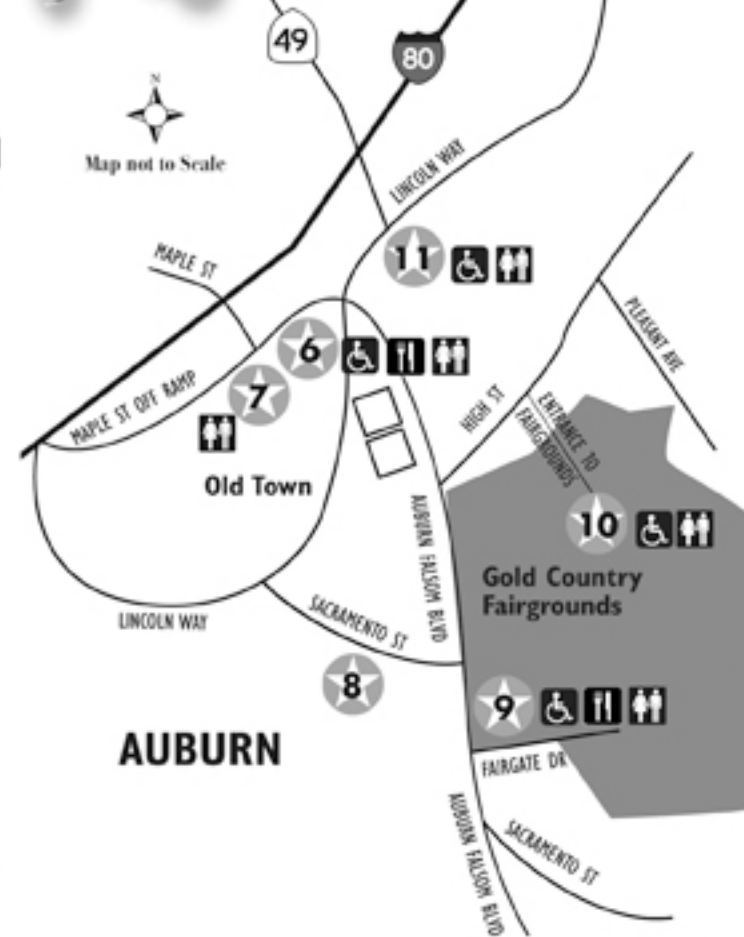 49
80
N
Map not to Scale
LINCOLN WAY
11
MAPLE ST
PLEASANT AVE
6
7
MAPLE ST OFF RAMP
HIGH ST
ENTRANCE TO
FAIRGROUNDS
Old Town
10
AUBURN FALSOM BLVD
Gold Country
Fairgrounds
LINCOLN WAY
SACRAMENTO ST
8
9
AUBURN
FAIRGATE DR
AUBURN FALSOM BLVD
SACRAMENTO ST